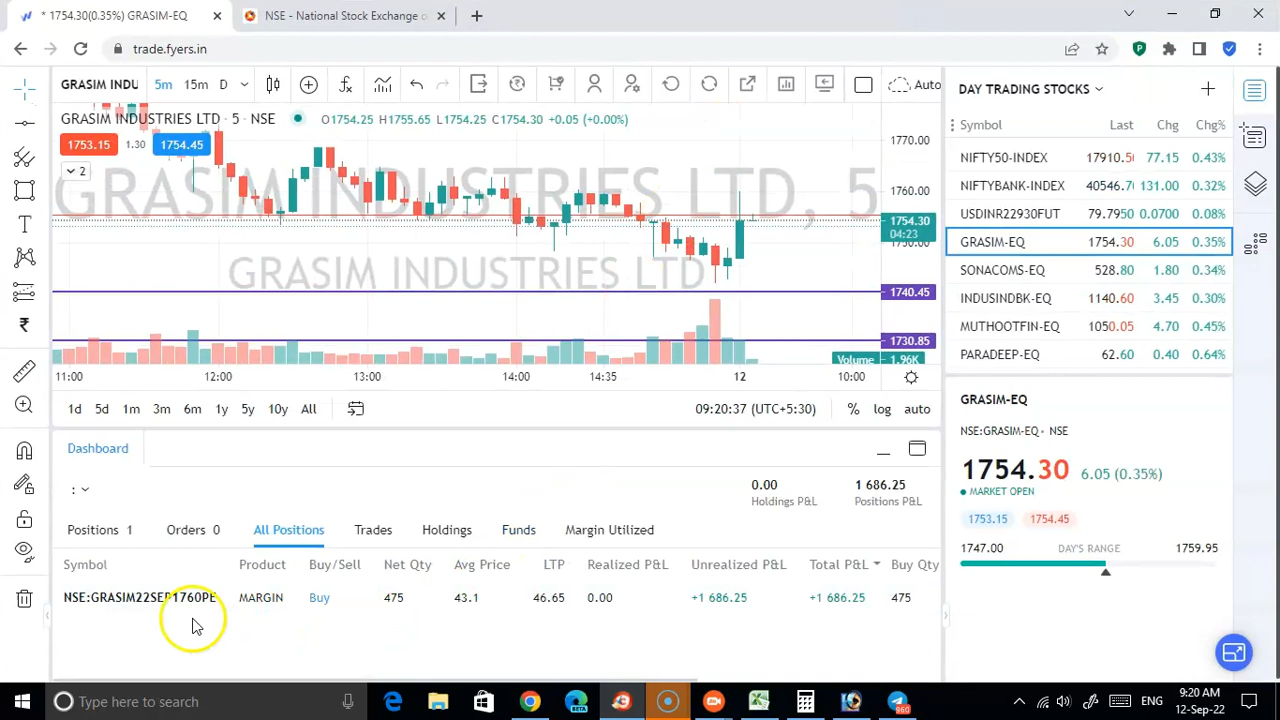 * 1754.30(0.35%) GRASIM-EQ
NSE - National Stock Exchange o
trade.fyers.in
GRASIM INDU 5m 15m D Auto
GRASIM INDUSTRIES LTD · 5 · NSE O1754.25 H1755.65 L1754.25 C1754.30 +0.05 (+0.00%)
1753.15 1.30 1754.45
2
GRASIM INDUSTRIES LTD, 5
GRASIM INDUSTRIES LTD
1770.00
1760.00
1754.30
04:23
1750.00
1740.45
1730.85
Volume 1.96K
11:00 12:00 13:00 14:00 14:35 12 10:00
1d 5d 1m 3m 6m 1y 5y 10y All 09:20:37 (UTC+5:30) % log auto
Dashboard
:
0.00 1 686.25
Holdings P&L Positions P&L
Positions 1 Orders 0 All Positions Trades Holdings Funds Margin Utilized
Symbol Product Buy/Sell Net Qty Avg Price LTP Realized P&L Unrealized P&L Total P&L Buy Qty
NSE:GRASIM22SEP1760PE MARGIN Buy 475 43.1 46.65 0.00 +1 686.25 +1 686.25 475
DAY TRADING STOCKS
Symbol Last Chg Chg%
NIFTY50-INDEX 17910.5 77.15 0.43%
NIFTYBANK-INDEX 40546.7 131.00 0.32%
USDINR22930FUT 79.7950 0.0700 0.08%
GRASIM-EQ 1754.30 6.05 0.35%
SONACOMS-EQ 528.80 1.80 0.34%
INDUSINDBK-EQ 1140.60 3.45 0.30%
MUTHOOTFIN-EQ 1050.05 4.70 0.45%
PARADEEP-EQ 62.60 0.40 0.64%
GRASIM-EQ
NSE:GRASIM-EQ • NSE
1754.30 6.05 (0.35%)
MARKET OPEN
1753.15 1754.45
1747.00 DAY'S RANGE 1759.95
Type here to search
960
ENG
9:20 AM
12-Sep-22